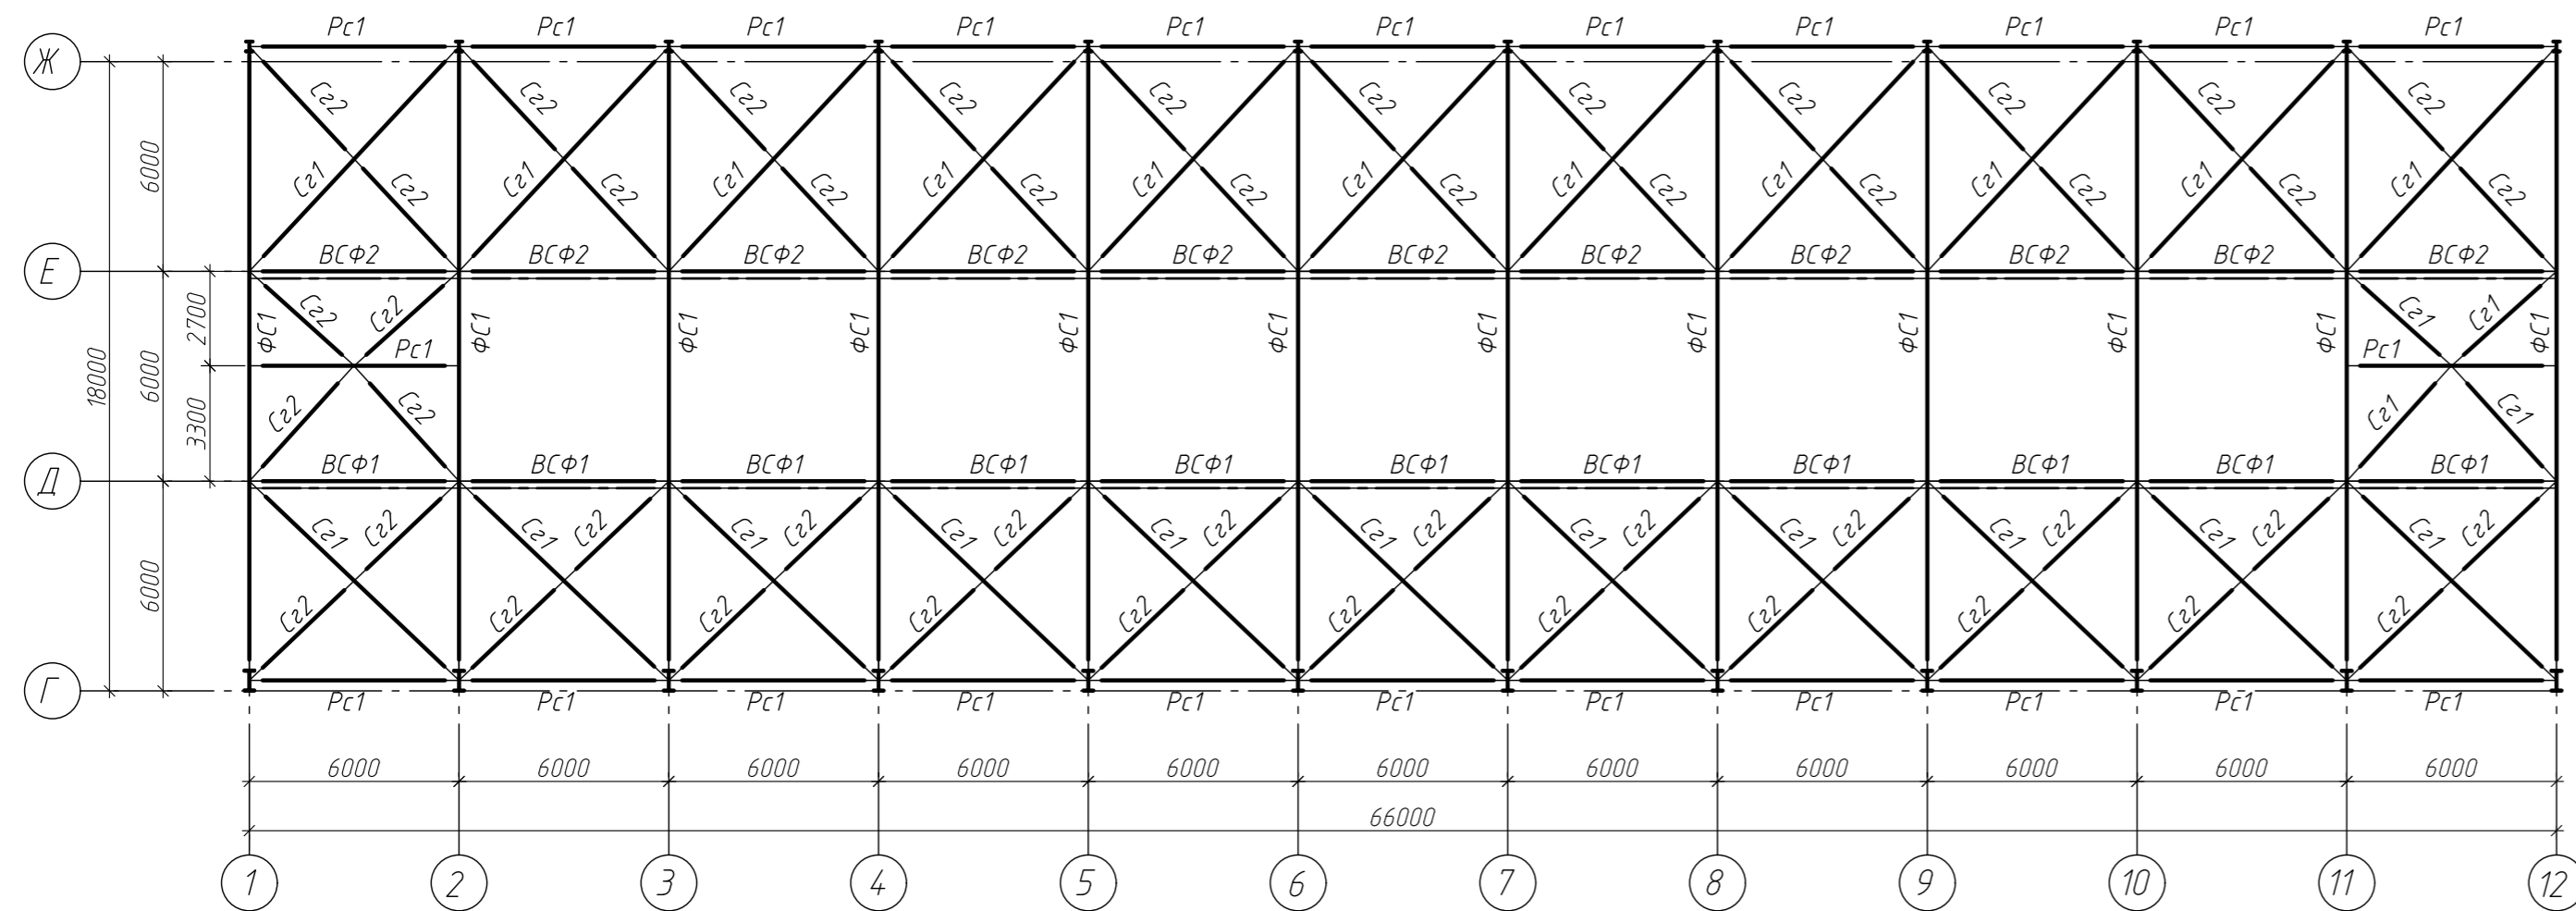 Рс1 Рс1 Рс1 Рс1 Рс1 Рс1 Рс1 Рс1 Рс1 Рс1 Рс1
Ж
Сг2 Сг2 Сг2 Сг2 Сг2 Сг2 Сг2 Сг2 Сг2 Сг2 Сг2
6000
Сг1 Сг2 Сг1 Сг2 Сг1 Сг2 Сг1 Сг2 Сг1 Сг2 Сг1 Сг2 Сг1 Сг2 Сг1 Сг2 Сг1 Сг2 Сг1 Сг2 Сг1 Сг2
ВСФ2 ВСФ2 ВСФ2 ВСФ2 ВСФ2 ВСФ2 ВСФ2 ВСФ2 ВСФ2 ВСФ2 ВСФ2
Е
2700
Сг2 Сг2 Сг1 Сг1
ФС1 ФС1 ФС1 ФС1 ФС1 ФС1 ФС1 ФС1 ФС1 ФС1 ФС1 ФС1
Рс1 Рс1
18000 6000 3300
Сг2 Сг2 Сг1 Сг1
ВСФ1 ВСФ1 ВСФ1 ВСФ1 ВСФ1 ВСФ1 ВСФ1 ВСФ1 ВСФ1 ВСФ1 ВСФ1
Д
Сг1 Сг2 Сг1 Сг2 Сг1 Сг2 Сг1 Сг2 Сг1 Сг2 Сг1 Сг2 Сг1 Сг2 Сг1 Сг2 Сг1 Сг2 Сг1 Сг2 Сг1 Сг2
6000
Сг2 Сг2 Сг2 Сг2 Сг2 Сг2 Сг2 Сг2 Сг2 Сг2 Сг2
Г
Рс1 Рс1 Рс1 Рс1 Рс1 Рс1 Рс1 Рс1 Рс1 Рс1 Рс1
6000 6000 6000 6000 6000 6000 6000 6000 6000 6000 6000
66000
1 2 3 4 5 6 7 8 9 10 11 12